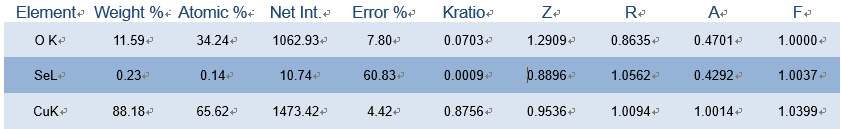 Element Weight % Atomic % Net Int. Error % Kratio Z R A F
O K 11.59 34.24 1062.93 7.80 0.0703 1.2909 0.8635 0.4701 1.0000
SeL 0.23 0.14 10.74 60.83 0.0009 0.8896 1.0562 0.4292 1.0037
CuK 88.18 65.62 1473.42 4.42 0.8756 0.9536 1.0094 1.0014 1.0399